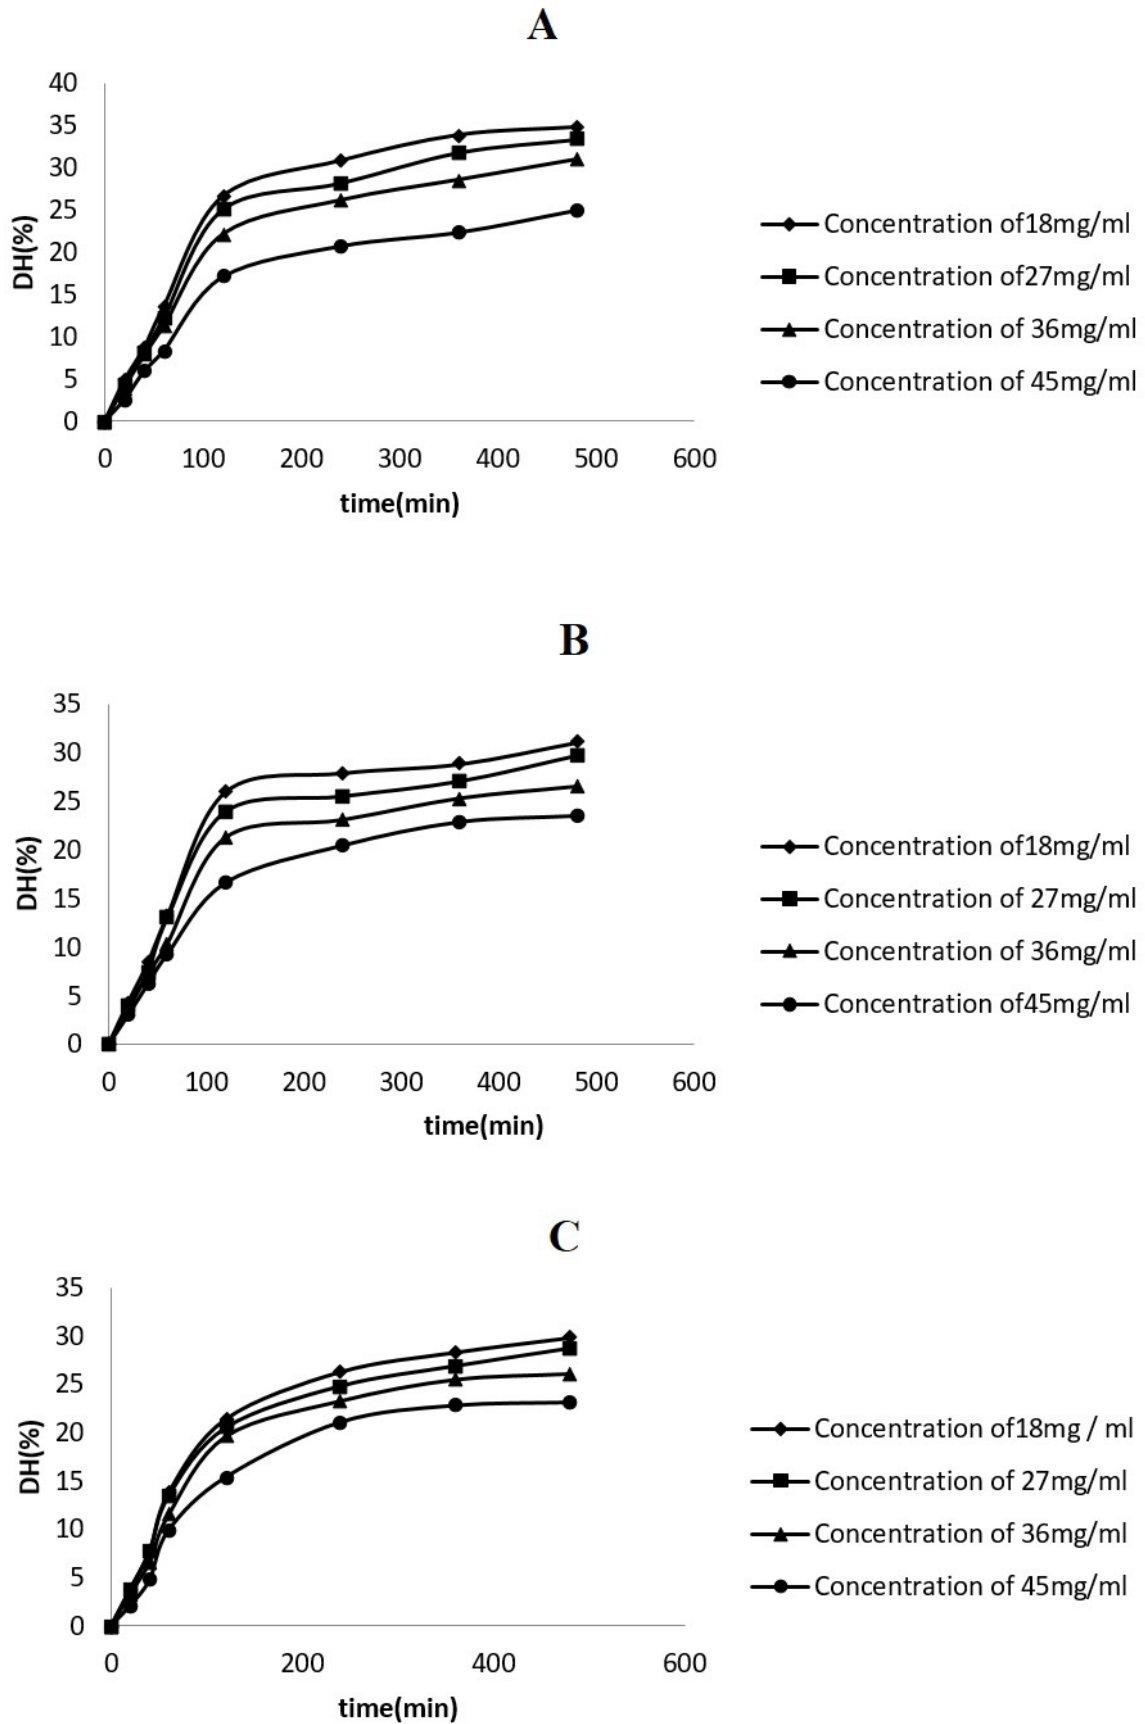 A
40
35
30
25
20
15
10
5
0
DH(%)
0 100 200 300 400 500 600
time(min)
Concentration of18mg/ml
Concentration of27mg/ml
Concentration of 36mg/ml
Concentration of 45mg/ml
B
35
30
25
20
15
10
5
0
DH(%)
0 100 200 300 400 500 600
time(min)
Concentration of18mg/ml
Concentration of 27mg/ml
Concentration of 36mg/ml
Concentration of45mg/ml
C
35
30
25
20
15
10
5
0
DH(%)
0 200 400 600
time(min)
Concentration of18mg / ml
Concentration of 27mg/ml
Concentration of 36mg/ml
Concentration of 45mg/ml